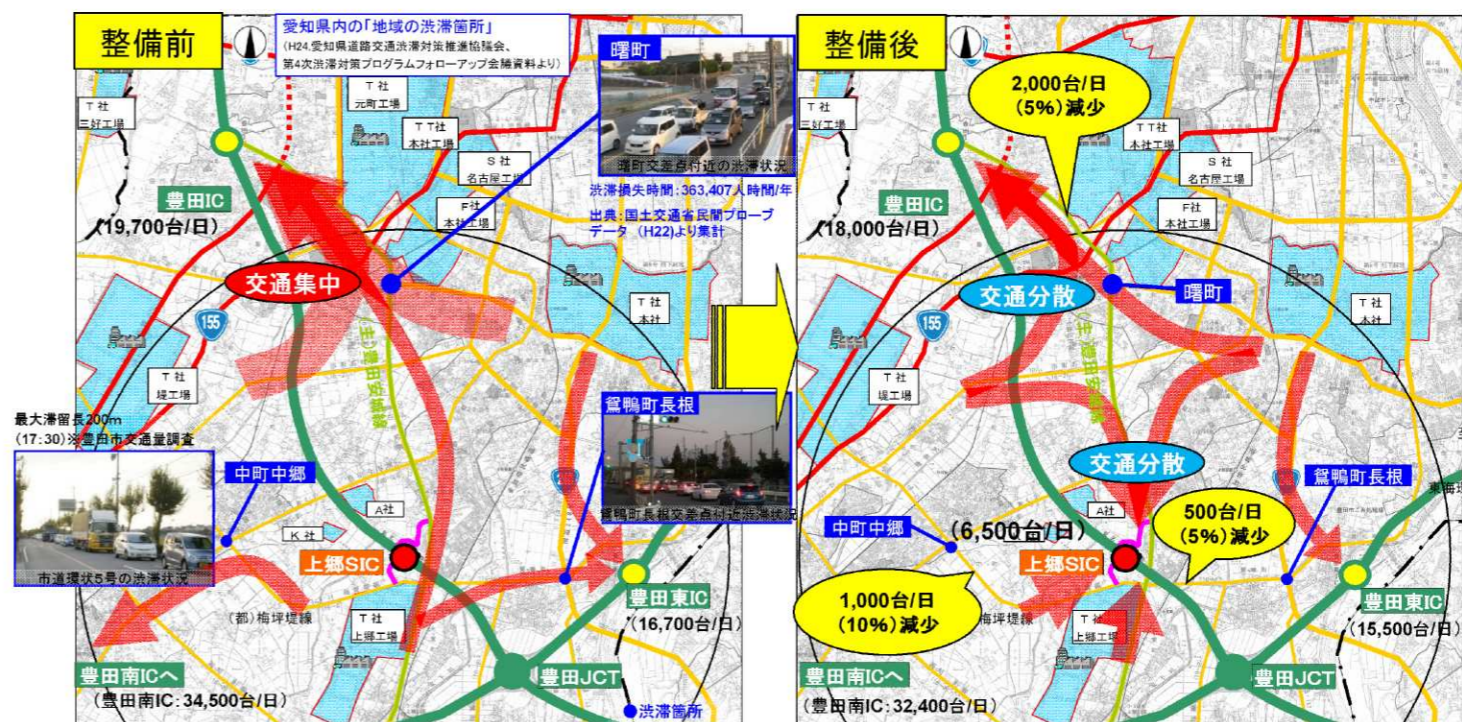 整備前
愛知県内の「地域の渋滞箇所」
(H24.愛知県道路交通渋滞対策推進協議会、
第4次渋滞対策プログラムフォローアップ会議資料より)
曙町
曙町交差点付近の渋滞状況
渋滞損失時間:363,407人時間/年
出典:国土交通省民間プローブ
データ (H22)より集計
T社
三好工場
T社
元町工場
TT社
本社工場
S社
名古屋工場
F社
本社工場
豊田IC
(19,700台/日)
交通集中
155
(主)豊田安城線
T社
本社
T社
堤工場
鴛鴨町長根
鴛鴨町長根交差点付近渋滞状況
最大滞留長200m
(17:30)※豊田市交通量調査
市道環状5号の渋滞状況
中町中郷
A社
K社
上郷SIC
(都)梅坪堤線
T社
上郷工場
豊田東IC
(16,700台/日)
豊田南ICへ
(豊田南IC:34,500台/日)
豊田JCT
渋滞箇所
整備後
2,000台/日
(5%)減少
T社
三好工場
TT社
本社工場
S社
名古屋工場
F社
本社工場
豊田IC
(18,000台/日)
交通分散
曙町
155
T社
本社
T社
堤工場
交通分散
鴛鴨町長根
東海環
中町中郷
(6,500台/日)
A社
500台/日
(5%)減少
上郷SIC
1,000台/日
(10%)減少
梅坪堤線
T社
上郷工場
豊田東IC
(15,500台/日)
豊田南ICへ
(豊田南IC:32,400台/日)
豊田JCT